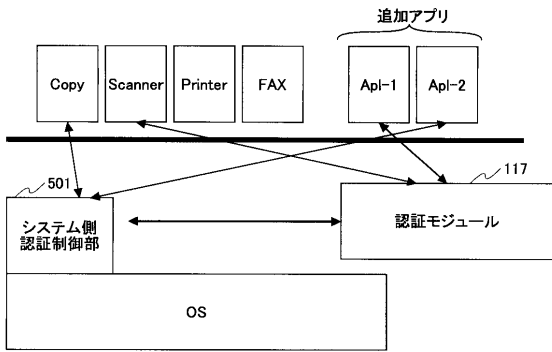 追加アプリ
Copy
Scanner
Printer
FAX
Apl-1
Apl-2
501
117
システム側
認証制御部
認証モジュール
OS